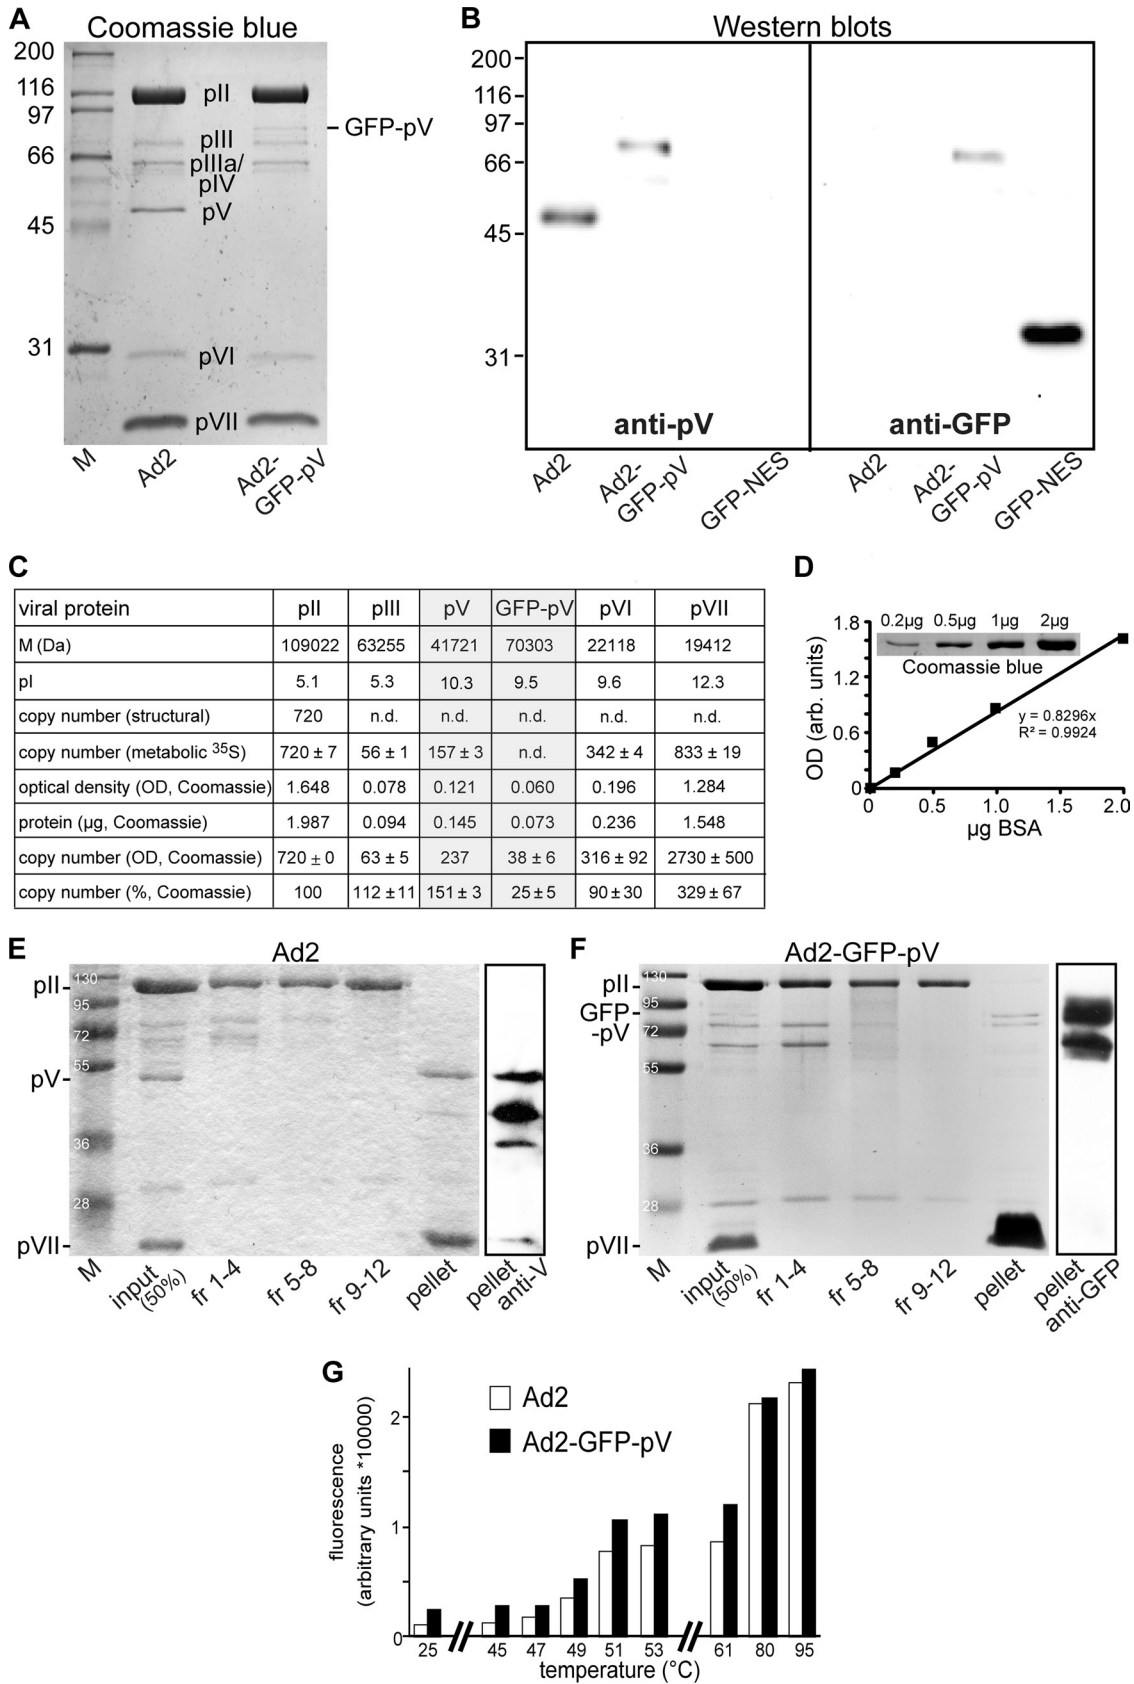 A
Coomassie blue
200
116
97
66
45
31
pII
GFP-pV
pIII
pIIIa/
pIV
pV
pVI
pVII
M
Ad2
Ad2-
GFP-pV
B
Western blots
200
116
97
66
45
31
anti-pV
anti-GFP
Ad2
Ad2-
GFP-pV
GFP-NES
Ad2
Ad2-
GFP-pV
GFP-NES
C
viral protein pII pIII pV GFP-pV pVI pVII
M (Da) 109022 63255 41721 70303 22118 19412
pI 5.1 5.3 10.3 9.5 9.6 12.3
copy number (structural) 720 n.d. n.d. n.d. n.d. n.d.
copy number (metabolic ³⁵S) 720 ± 7 56 ± 1 157 ± 3 n.d. 342 ± 4 833 ± 19
optical density (OD, Coomassie) 1.648 0.078 0.121 0.060 0.196 1.284
protein (µg, Coomassie) 1.987 0.094 0.145 0.073 0.236 1.548
copy number (OD, Coomassie) 720 ± 0 63 ± 5 237 38 ± 6 316 ± 92 2730 ± 500
copy number (%, Coomassie) 100 112 ± 11 151 ± 3 25 ± 5 90 ± 30 329 ± 67
D
OD (arb. units)
1.8
1.2
0.6
0
0.2µg 0.5µg 1µg 2µg
Coomassie blue
y = 0.8296x
R² = 0.9924
0 0.5 1.0 1.5 2.0
µg BSA
E
Ad2
pII
pV
pVII
130
95
72
55
36
28
M
input
(50%)
fr 1-4
fr 5-8
fr 9-12
pellet
pellet
anti-V
F
Ad2-GFP-pV
pII
GFP
-pV
pVII
130
95
72
55
36
28
M
input
(50%)
fr 1-4
fr 5-8
fr 9-12
pellet
pellet
anti-GFP
G
fluorescence
(arbitrary units *10000)
2
1
0
Ad2
Ad2-GFP-pV
25 45 47 49 51 53 61 80 95
temperature (°C)